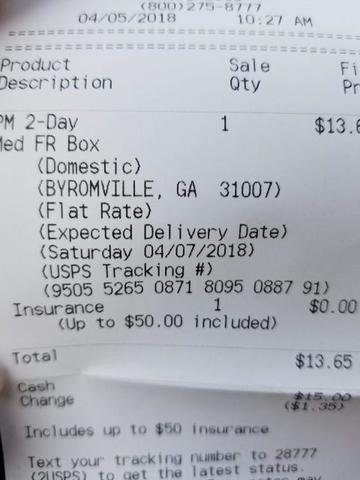 (800)275-8777
04/05/2018 10:27 AM
Product Sale Fi
Description Qty Pr
PM 2-Day 1 $13.6
Med FR Box
(Domestic)
(BYROMVILLE, GA 31007)
(Flat Rate)
(Expected Delivery Date)
(Saturday 04/07/2018)
(USPS Tracking #)
(9505 5265 0871 8095 0887 91)
Insurance 1 $0.00
(Up to $50.00 included)
Total $13.65
Cash $15.00
Change ($1.35)
Includes up to $50 insurance
Text your tracking number to 28777
(2USPS) to get the latest status.
may